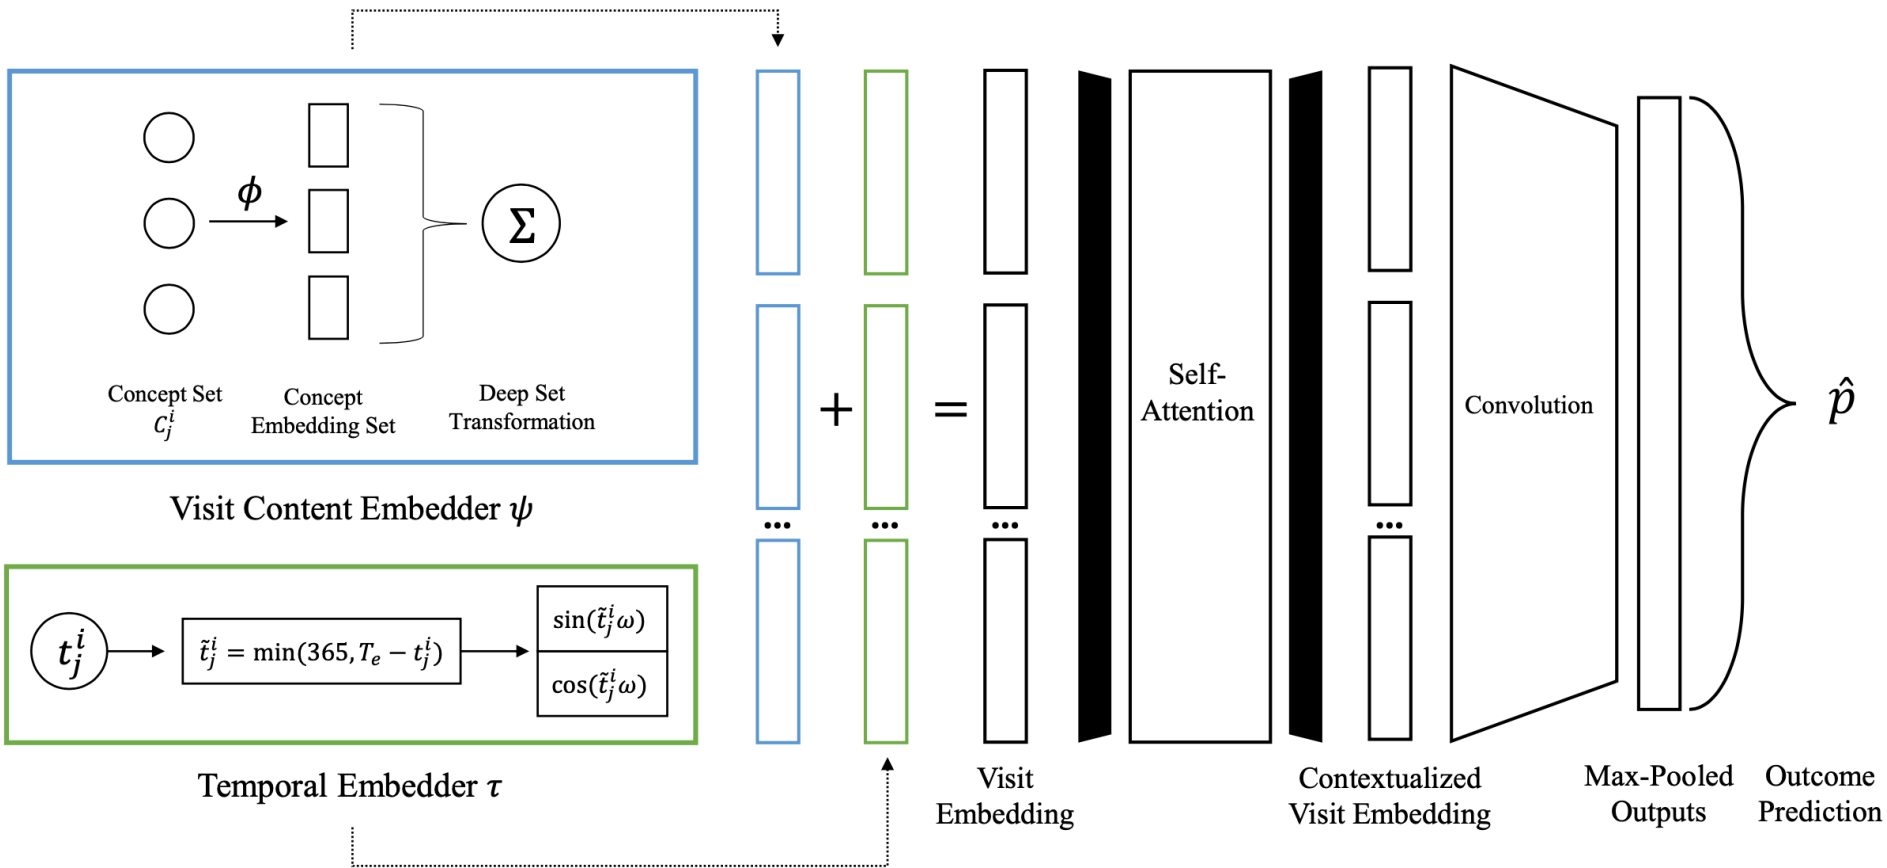 ϕ
Σ
Concept Set
C_j^i
Concept
Embedding Set
Deep Set
Transformation
Visit Content Embedder ψ
t_j^i
t̃_j^i = min(365, T_e − t_j^i)
sin(t̃_j^i ω)
cos(t̃_j^i ω)
Temporal Embedder τ
+
=
...
...
...
Visit
Embedding
Self-
Attention
...
Contextualized
Visit Embedding
Convolution
Max-Pooled
Outputs
p̂
Outcome
Prediction